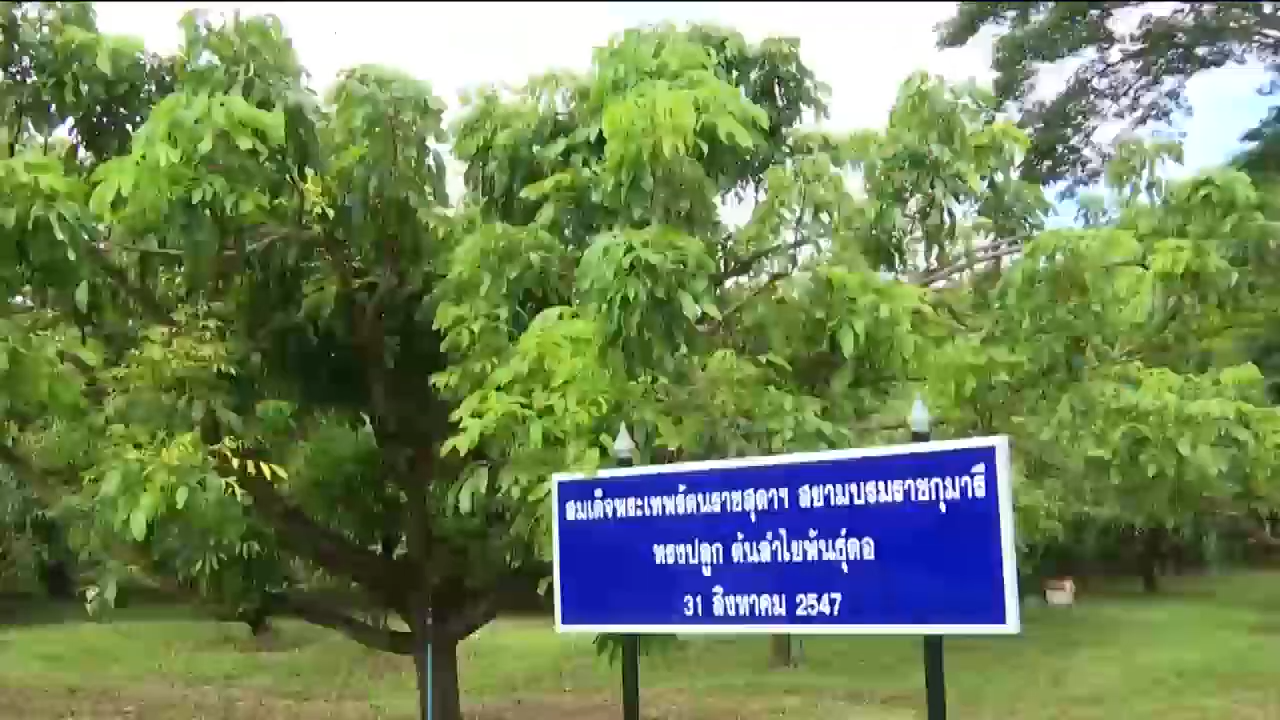 สมเด็จพระเทพรัตนราชสุดาฯ สยามบรมราชกุมารี
ทรงปลูก ต้นลำไยพันธุ์ดอ
31 สิงหาคม 2547